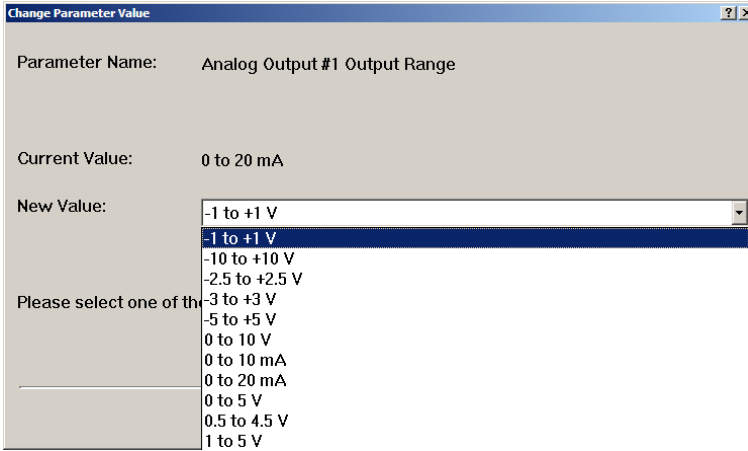 Change Parameter Value
Parameter Name: Analog Output #1 Output Range
Current Value: 0 to 20 mA
New Value: -1 to +1 V
-1 to +1 V
-10 to +10 V
-2.5 to +2.5 V
Please select one of the
-3 to +3 V
-5 to +5 V
0 to 10 V
0 to 10 mA
0 to 20 mA
0 to 5 V
0.5 to 4.5 V
1 to 5 V